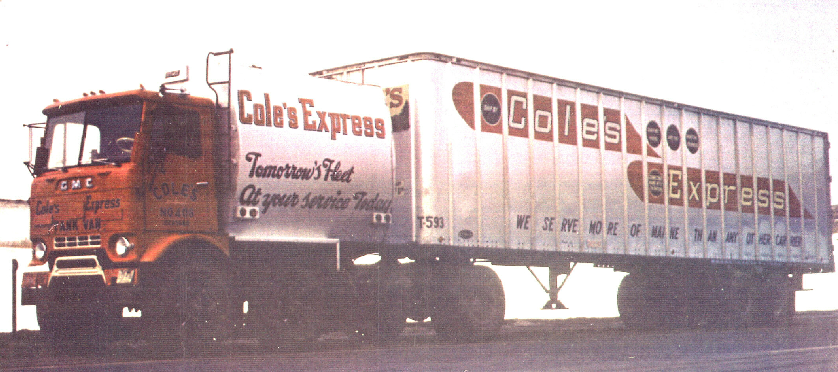 GMC
Cole's Express
TANK VAN
COLE'S
Cole's Express
Tomorrow's Fleet
At your service Today
T-593
Cole's
Express
WE SERVE MORE OF MAINE THAN ANY OTHER CARRIER